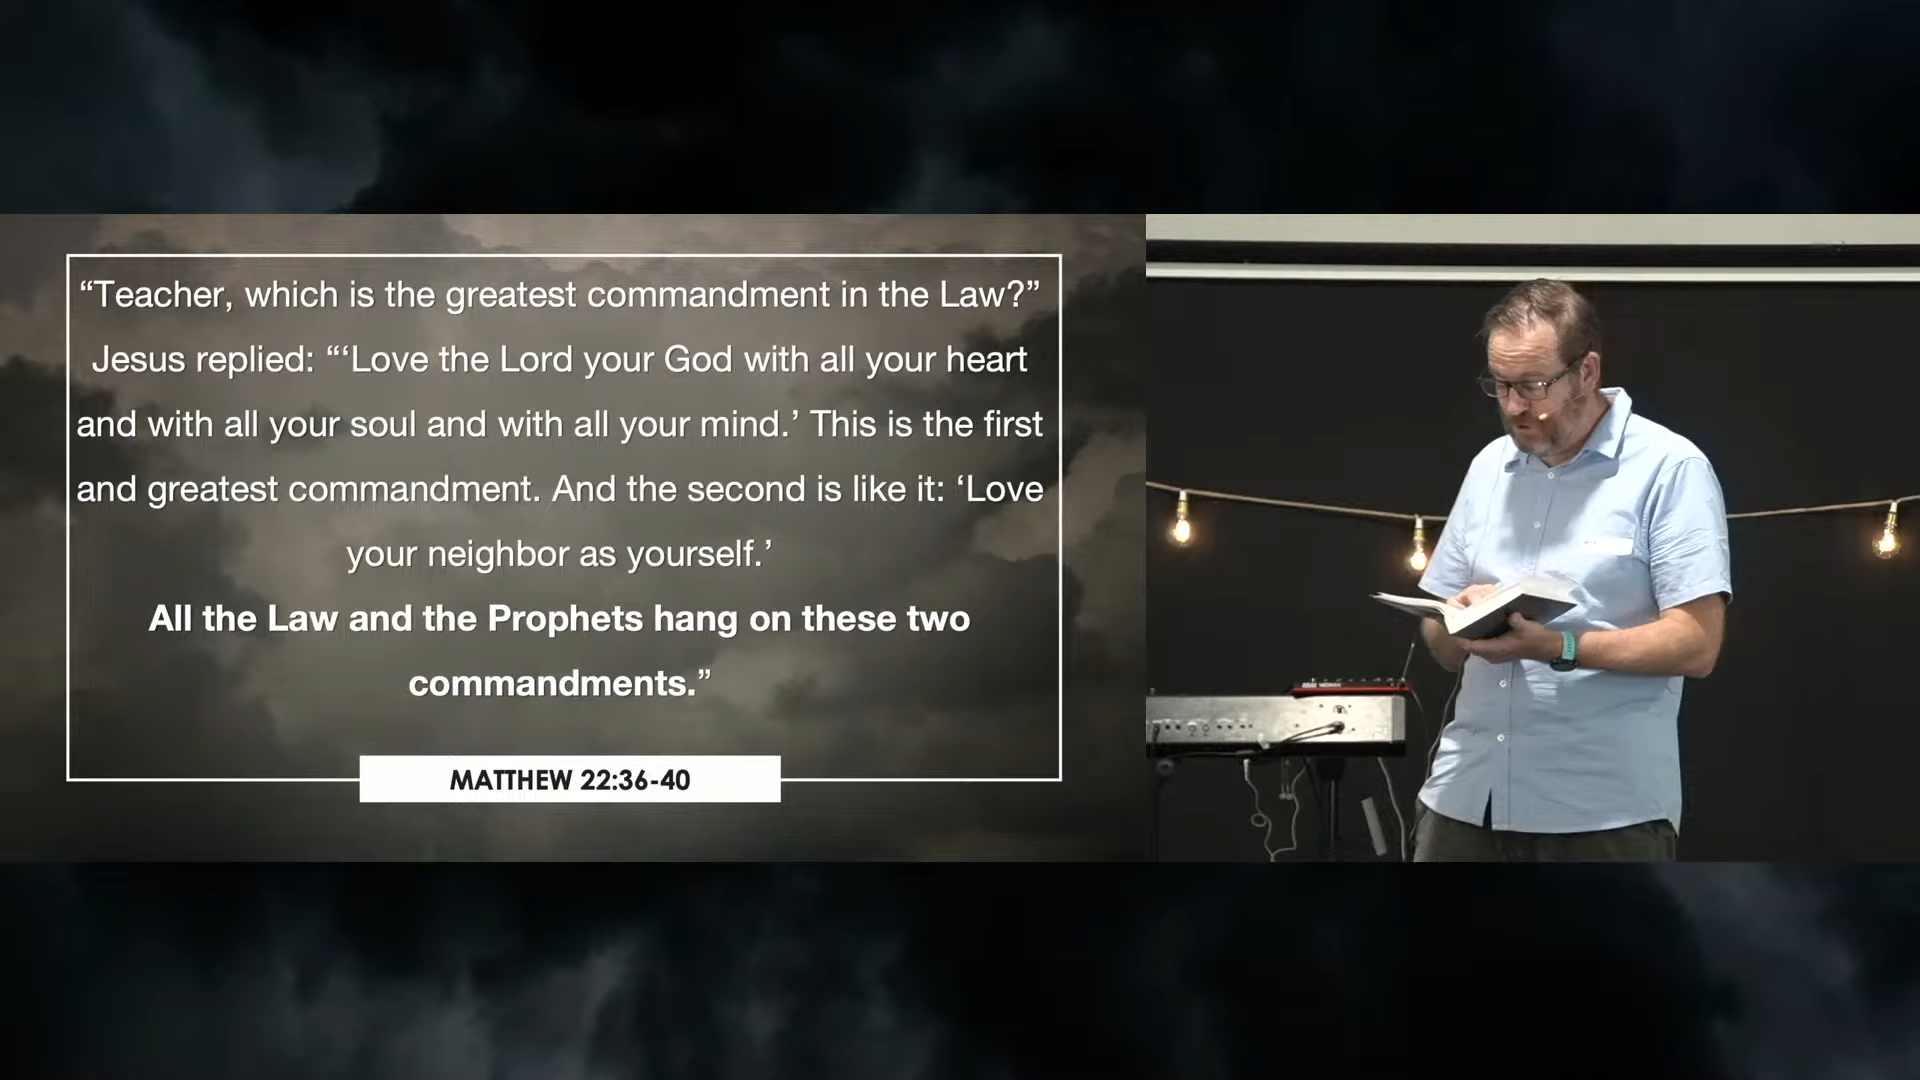 “Teacher, which is the greatest commandment in the Law?”
Jesus replied: “‘Love the Lord your God with all your heart
and with all your soul and with all your mind.’ This is the first
and greatest commandment. And the second is like it: ‘Love
your neighbor as yourself.’
All the Law and the Prophets hang on these two
commandments.”
MATTHEW 22:36-40